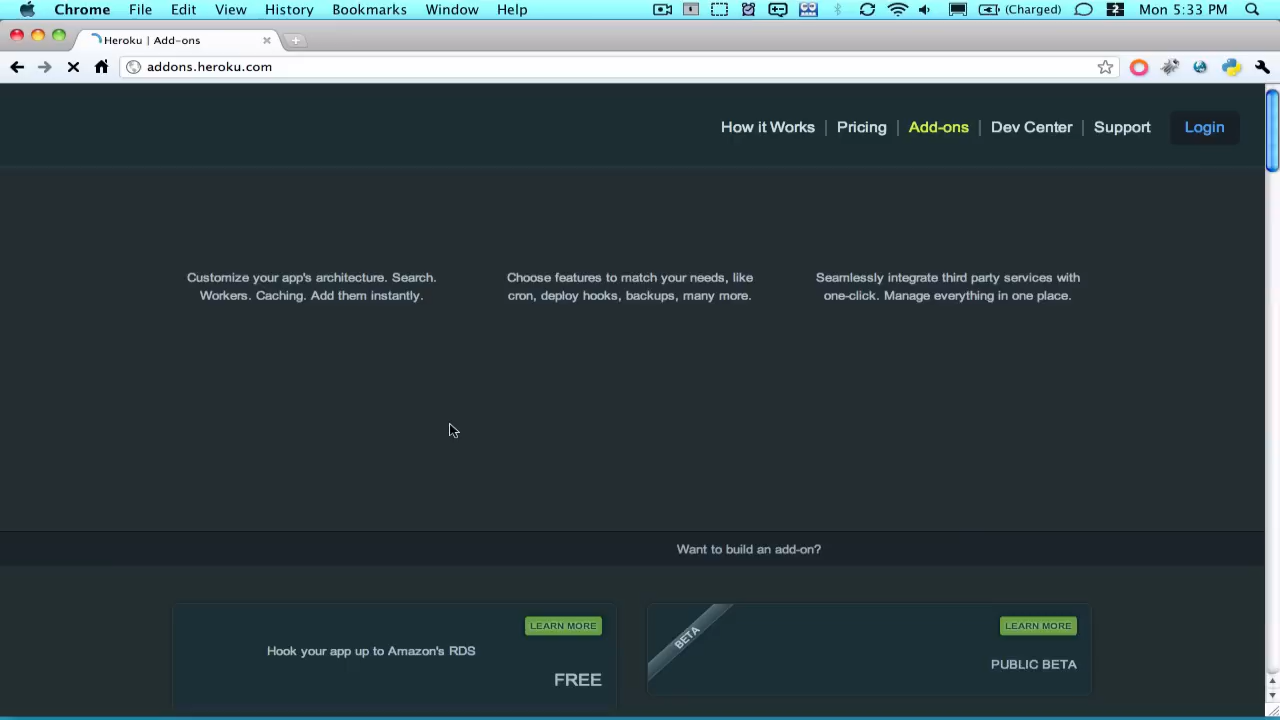 Chrome File Edit View History Bookmarks Window Help (Charged) Mon 5:33 PM
Heroku | Add-ons
addons.heroku.com
How it Works | Pricing | Add-ons | Dev Center | Support Login
Customize your app's architecture. Search.
Workers. Caching. Add them instantly.
Choose features to match your needs, like
cron, deploy hooks, backups, many more.
Seamlessly integrate third party services with
one-click. Manage everything in one place.
Want to build an add-on?
LEARN MORE
Hook your app up to Amazon's RDS
FREE
BETA
LEARN MORE
PUBLIC BETA